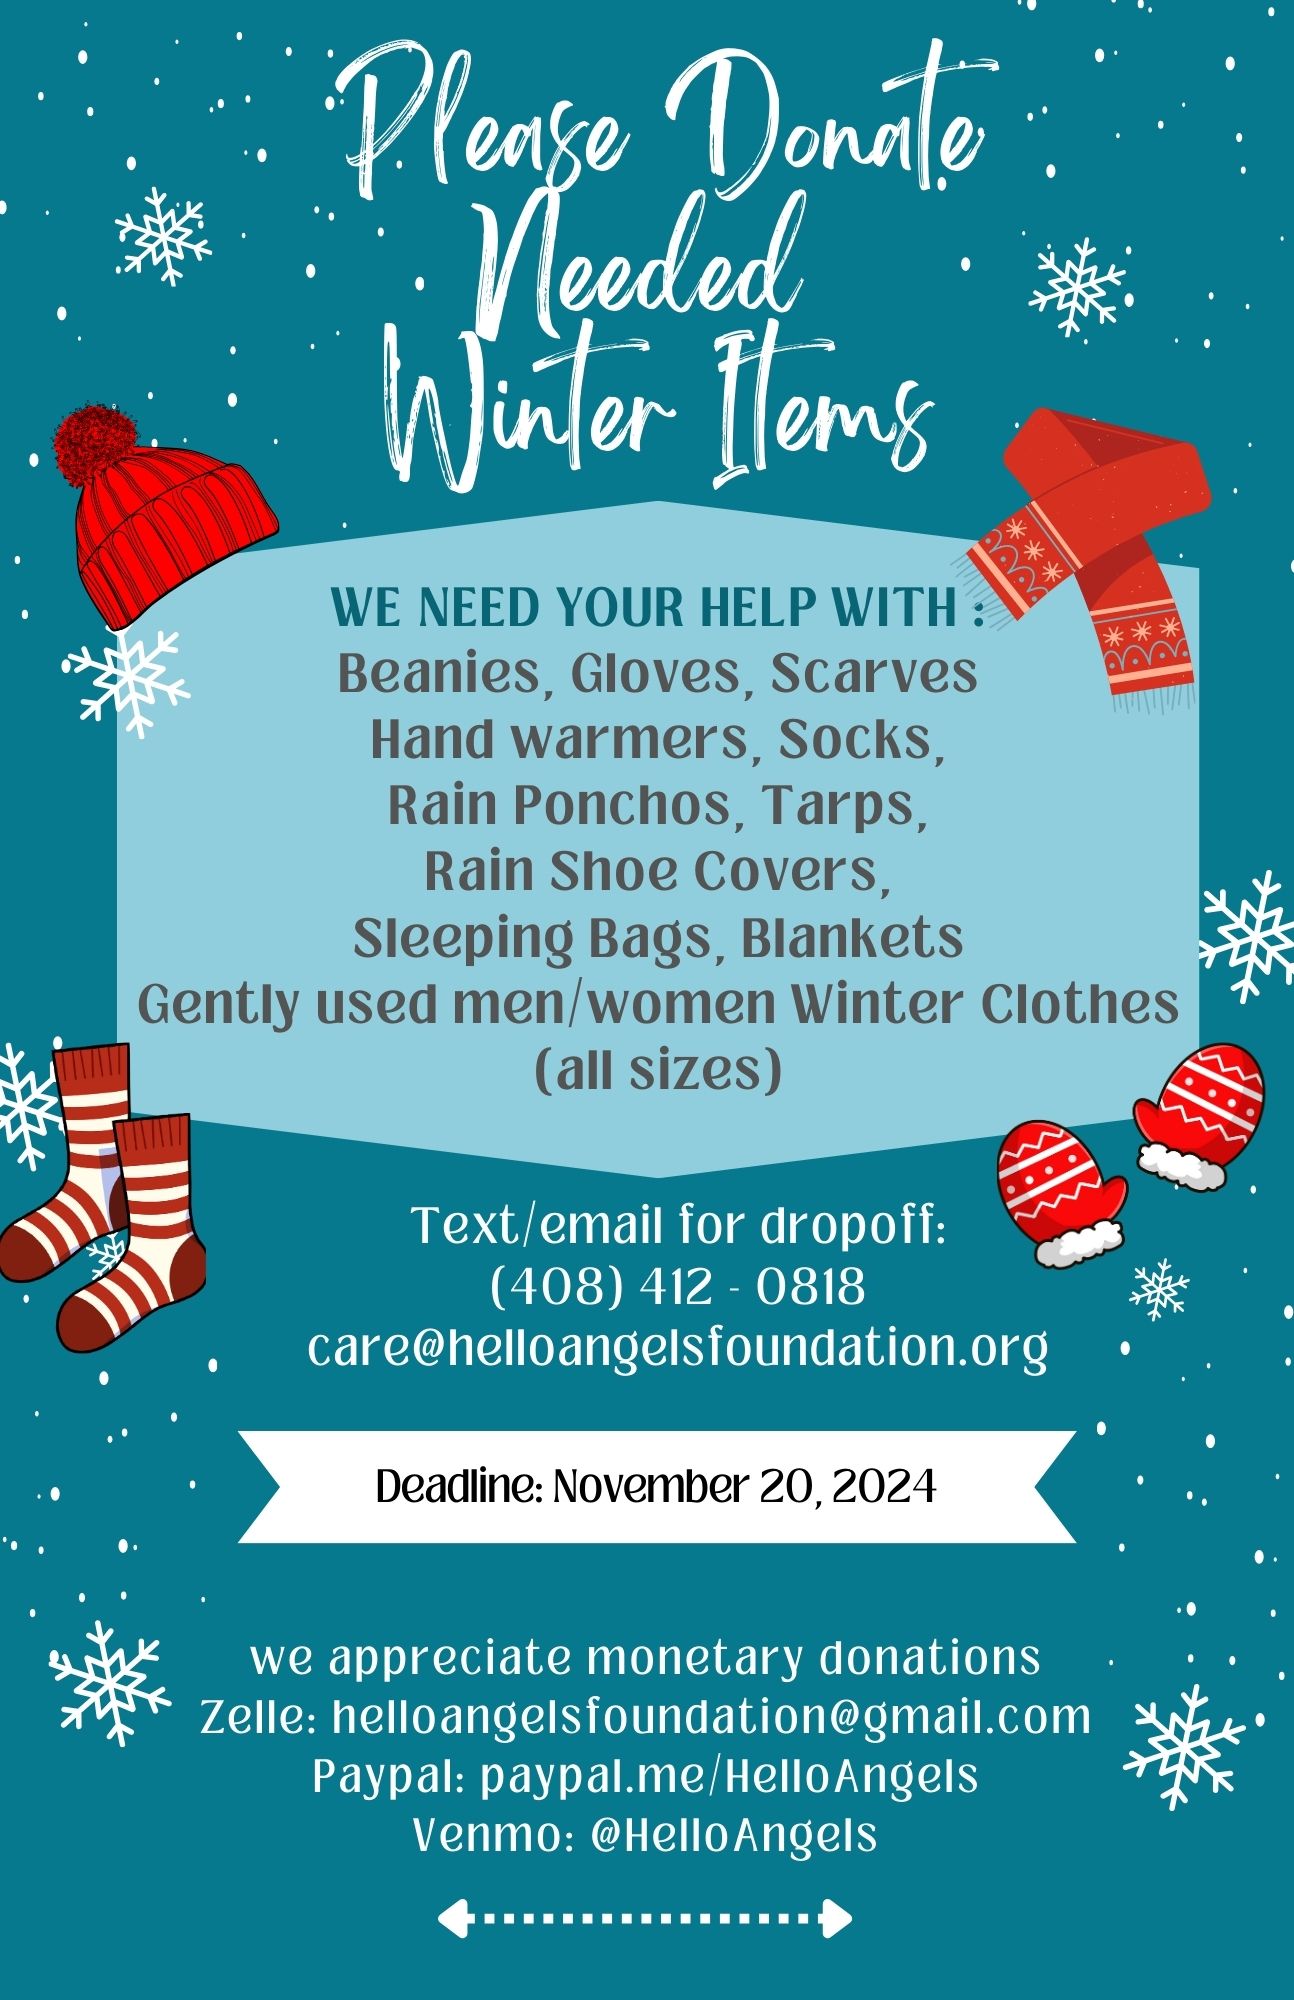 Please Donate
Needed
Winter Items
WE NEED YOUR HELP WITH :
Beanies, Gloves, Scarves
Hand warmers, Socks,
Rain Ponchos, Tarps,
Rain Shoe Covers,
Sleeping Bags, Blankets
Gently used men/women Winter Clothes
(all sizes)
Text/email for dropoff:
(408) 412 - 0818
care@helloangelsfoundation.org
Deadline: November 20, 2024
we appreciate monetary donations
Zelle: helloangelsfoundation@gmail.com
Paypal: paypal.me/HelloAngels
Venmo: @HelloAngels